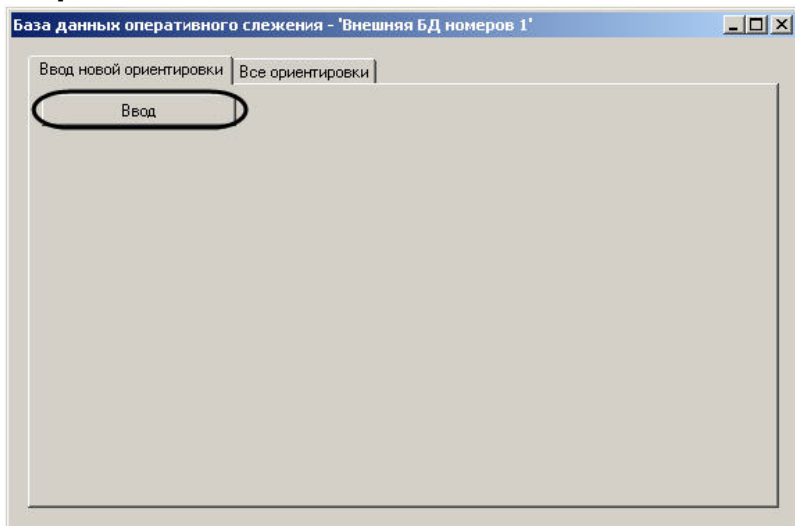 База данных оперативного слежения - 'Внешняя БД номеров 1'
Ввод новой ориентировки
Все ориентировки
Ввод